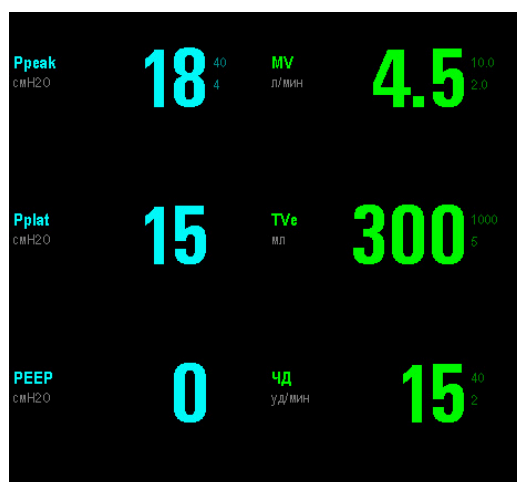 Ppeak 18 40 MV 4.5 10.0
смH2O 4 л/мин 2.0
Pplat 15 TVe 300 1000
смH2O мл 5
PEEP 0 ЧД 15 40
смH2O уд/мин 2